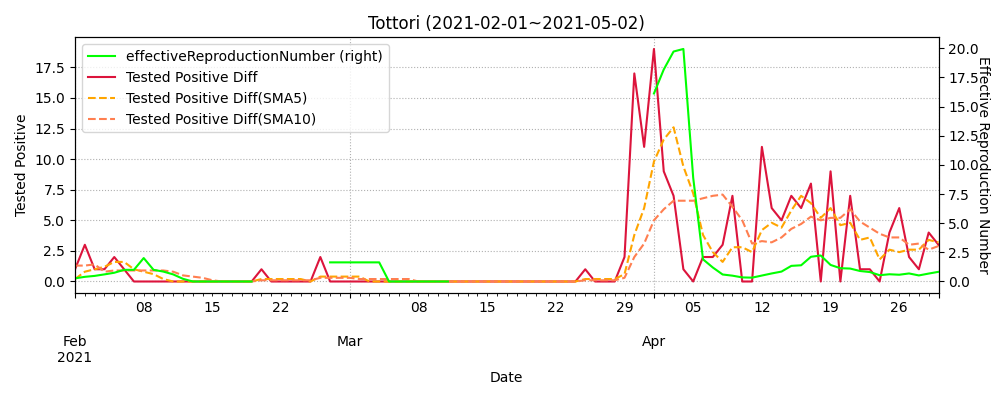 Tottori (2021-02-01~2021-05-02)
effectiveReproductionNumber (right)
Tested Positive Diff
Tested Positive Diff(SMA5)
Tested Positive Diff(SMA10)
Tested Positive
17.5
15.0
12.5
10.0
7.5
5.0
2.5
0.0
20.0
17.5
15.0
12.5
10.0
7.5
5.0
2.5
0.0
Effective Reproduction Number
08 15 22 08 15 22 29 05 12 19 26
Feb Mar Apr
2021
Date